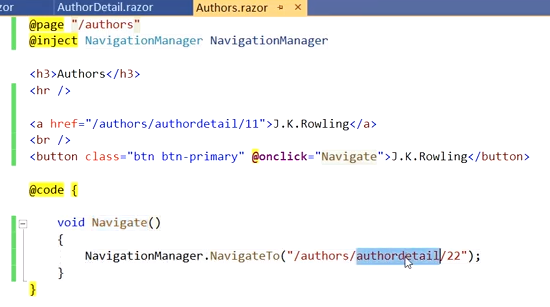 zor AuthorDetail.razor Authors.razor
@page "/authors"
@inject NavigationManager NavigationManager
<h3>Authors</h3>
<hr />
<a href="/authors/authordetail/11">J.K.Rowling</a>
<br />
<button class="btn btn-primary" @onclick="Navigate">J.K.Rowling</button>
@code {
void Navigate()
{
NavigationManager.NavigateTo("/authors/authordetail/22");
}
}